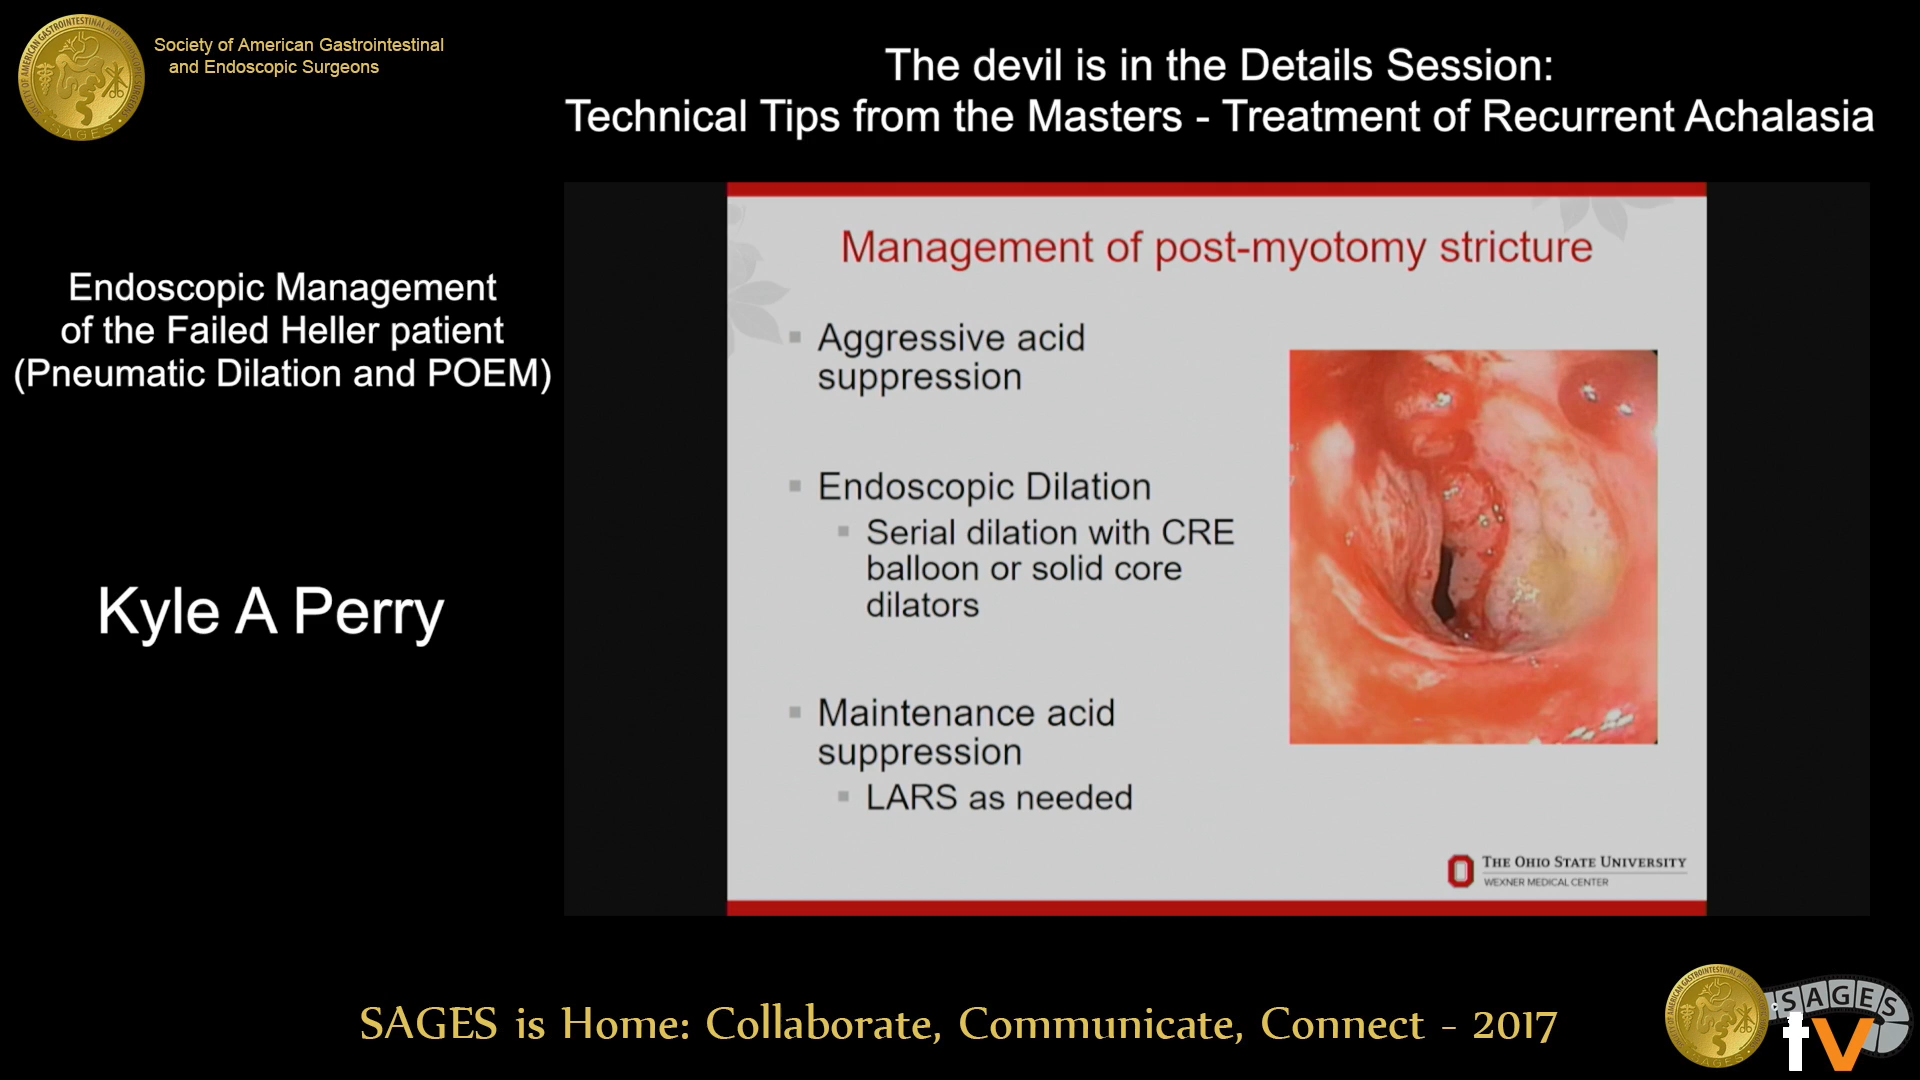 Society of American Gastrointestinal
and Endoscopic Surgeons
The devil is in the Details Session:
Technical Tips from the Masters - Treatment of Recurrent Achalasia
Endoscopic Management
of the Failed Heller patient
(Pneumatic Dilation and POEM)
Kyle A Perry
Management of post-myotomy stricture
Aggressive acid
suppression
Endoscopic Dilation
Serial dilation with CRE
balloon or solid core
dilators
Maintenance acid
suppression
LARS as needed
THE OHIO STATE UNIVERSITY
WEXNER MEDICAL CENTER
SAGES is Home: Collaborate, Communicate, Connect - 2017
SAGES
tv